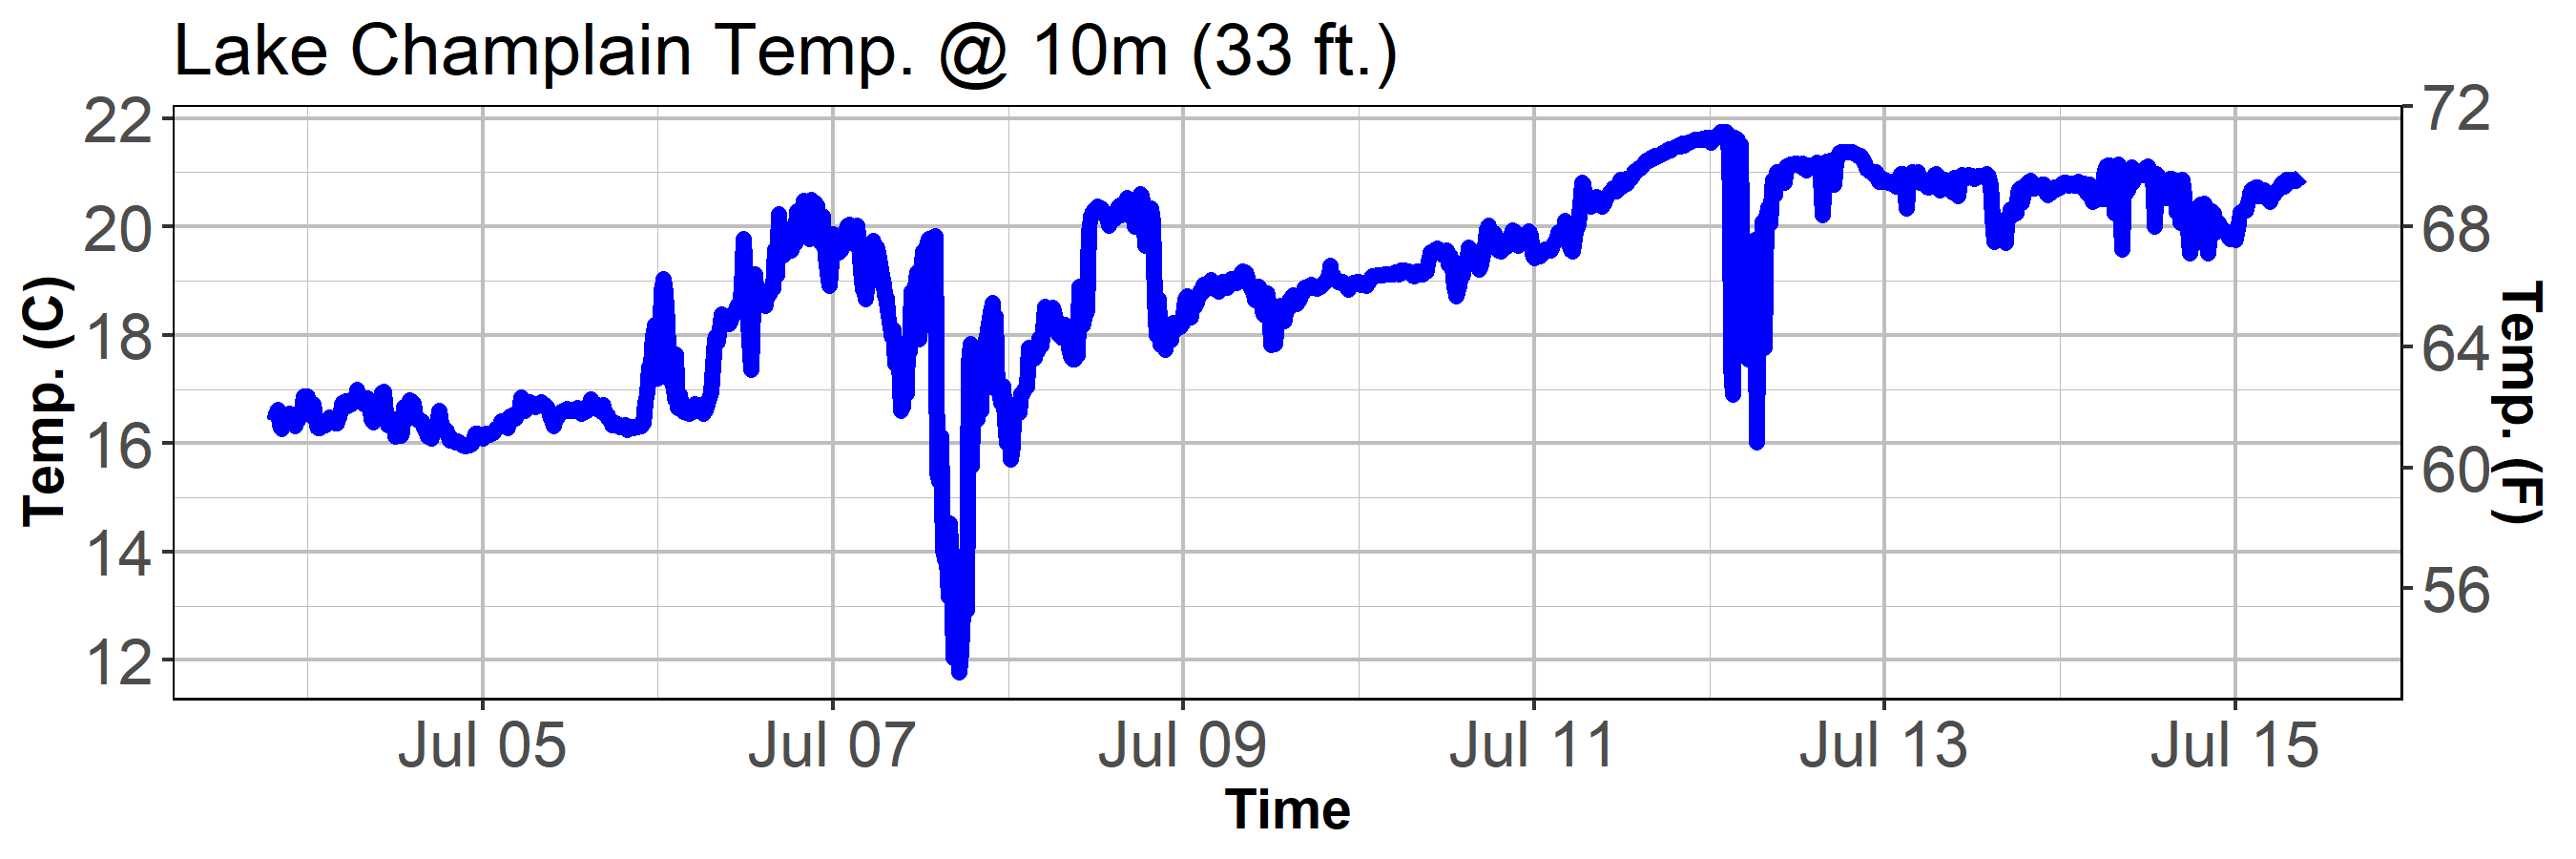 Lake Champlain Temp. @ 10m (33 ft.)
22
20
18
16
14
12
Temp. (C)
72
68
64
60
56
Temp. (F)
Jul 05 Jul 07 Jul 09 Jul 11 Jul 13 Jul 15
Time